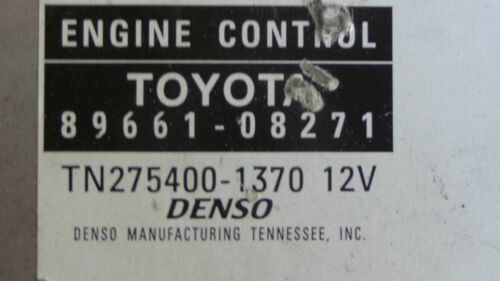 ENGINE CONTROL
TOYOTA
89661-08271
TN275400-1370 12V
DENSO
DENSO MANUFACTURING TENNESSEE, INC.